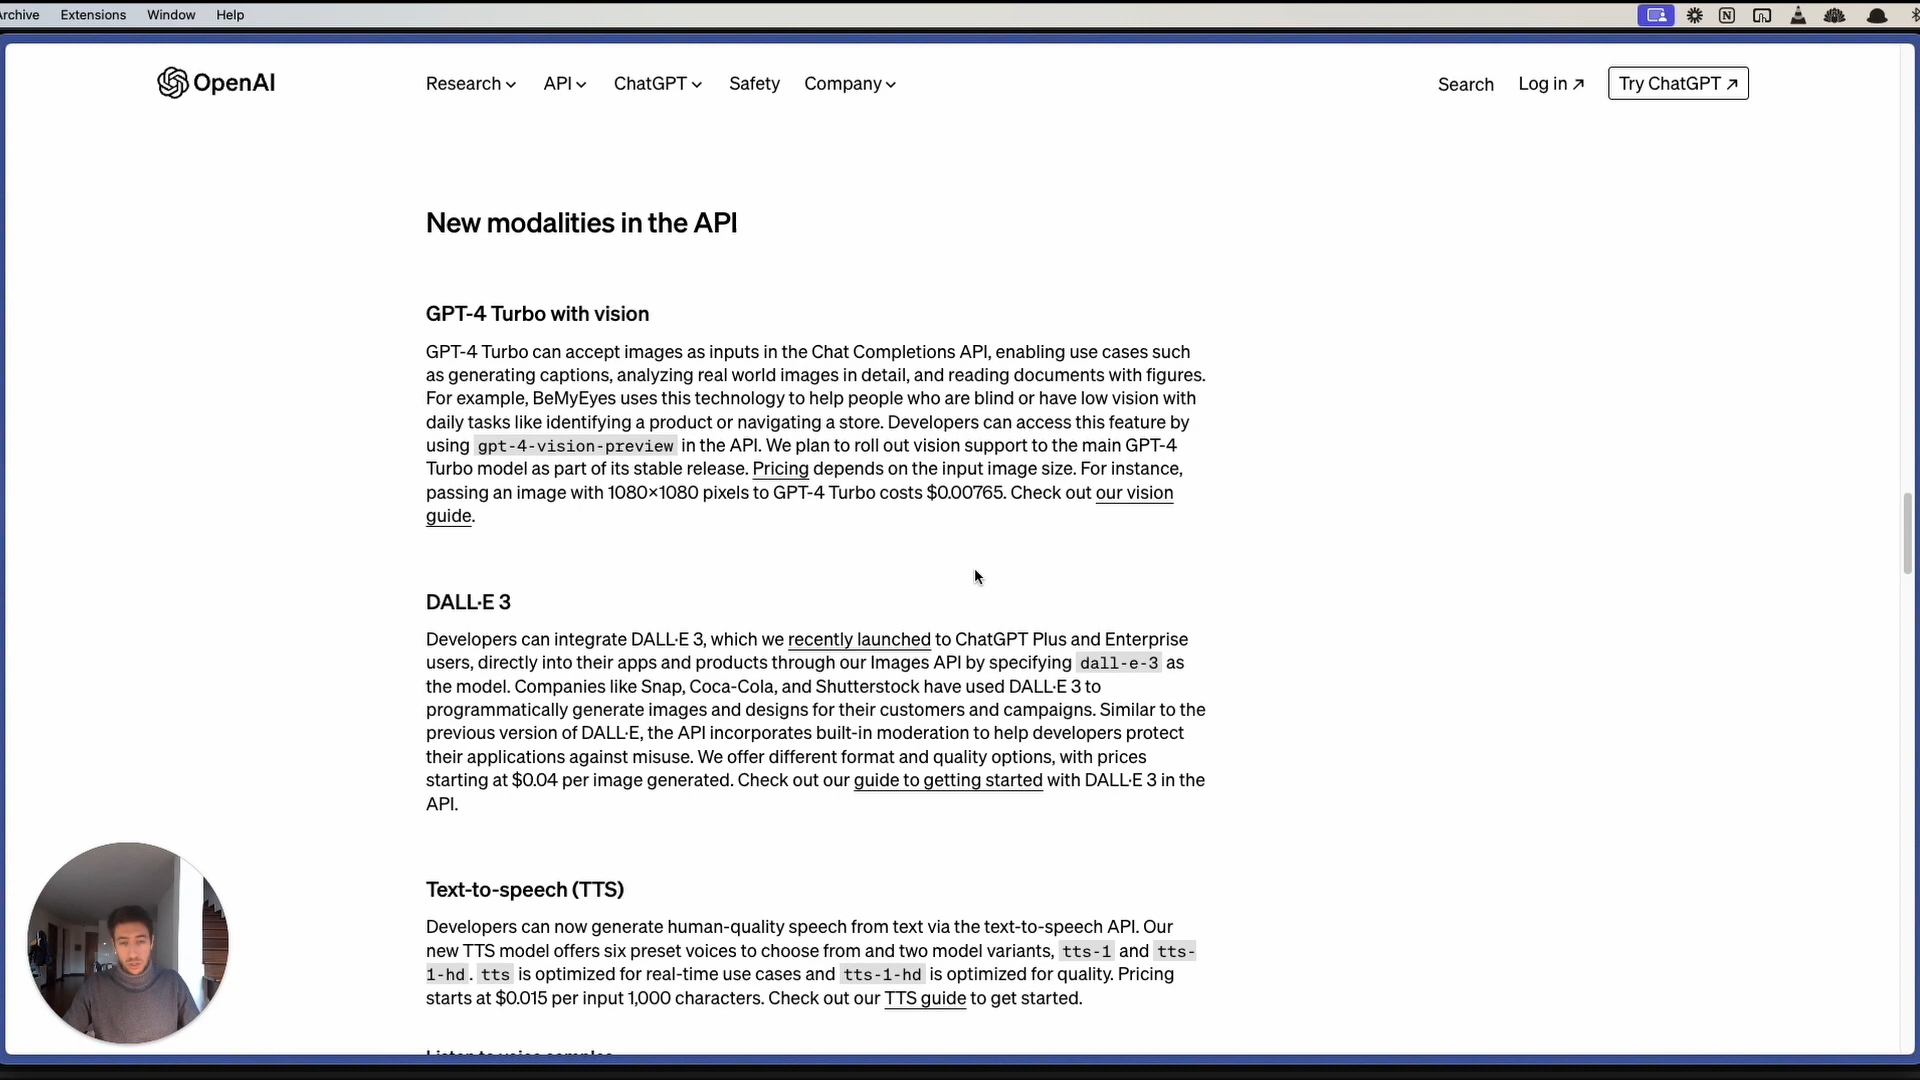 Archive Extensions Window Help
OpenAI Research API ChatGPT Safety Company Search Log in ↗ Try ChatGPT ↗
New modalities in the API
GPT-4 Turbo with vision
GPT-4 Turbo can accept images as inputs in the Chat Completions API, enabling use cases such
as generating captions, analyzing real world images in detail, and reading documents with figures.
For example, BeMyEyes uses this technology to help people who are blind or have low vision with
daily tasks like identifying a product or navigating a store. Developers can access this feature by
using gpt-4-vision-preview in the API. We plan to roll out vision support to the main GPT-4
Turbo model as part of its stable release. Pricing depends on the input image size. For instance,
passing an image with 1080×1080 pixels to GPT-4 Turbo costs $0.00765. Check out our vision
guide.
DALL·E 3
Developers can integrate DALL·E 3, which we recently launched to ChatGPT Plus and Enterprise
users, directly into their apps and products through our Images API by specifying dall-e-3 as
the model. Companies like Snap, Coca-Cola, and Shutterstock have used DALL·E 3 to
programmatically generate images and designs for their customers and campaigns. Similar to the
previous version of DALL·E, the API incorporates built-in moderation to help developers protect
their applications against misuse. We offer different format and quality options, with prices
starting at $0.04 per image generated. Check out our guide to getting started with DALL·E 3 in the
API.
Text-to-speech (TTS)
Developers can now generate human-quality speech from text via the text-to-speech API. Our
new TTS model offers six preset voices to choose from and two model variants, tts-1 and tts-
1-hd. tts is optimized for real-time use cases and tts-1-hd is optimized for quality. Pricing
starts at $0.015 per input 1,000 characters. Check out our TTS guide to get started.
Listen to voice samples